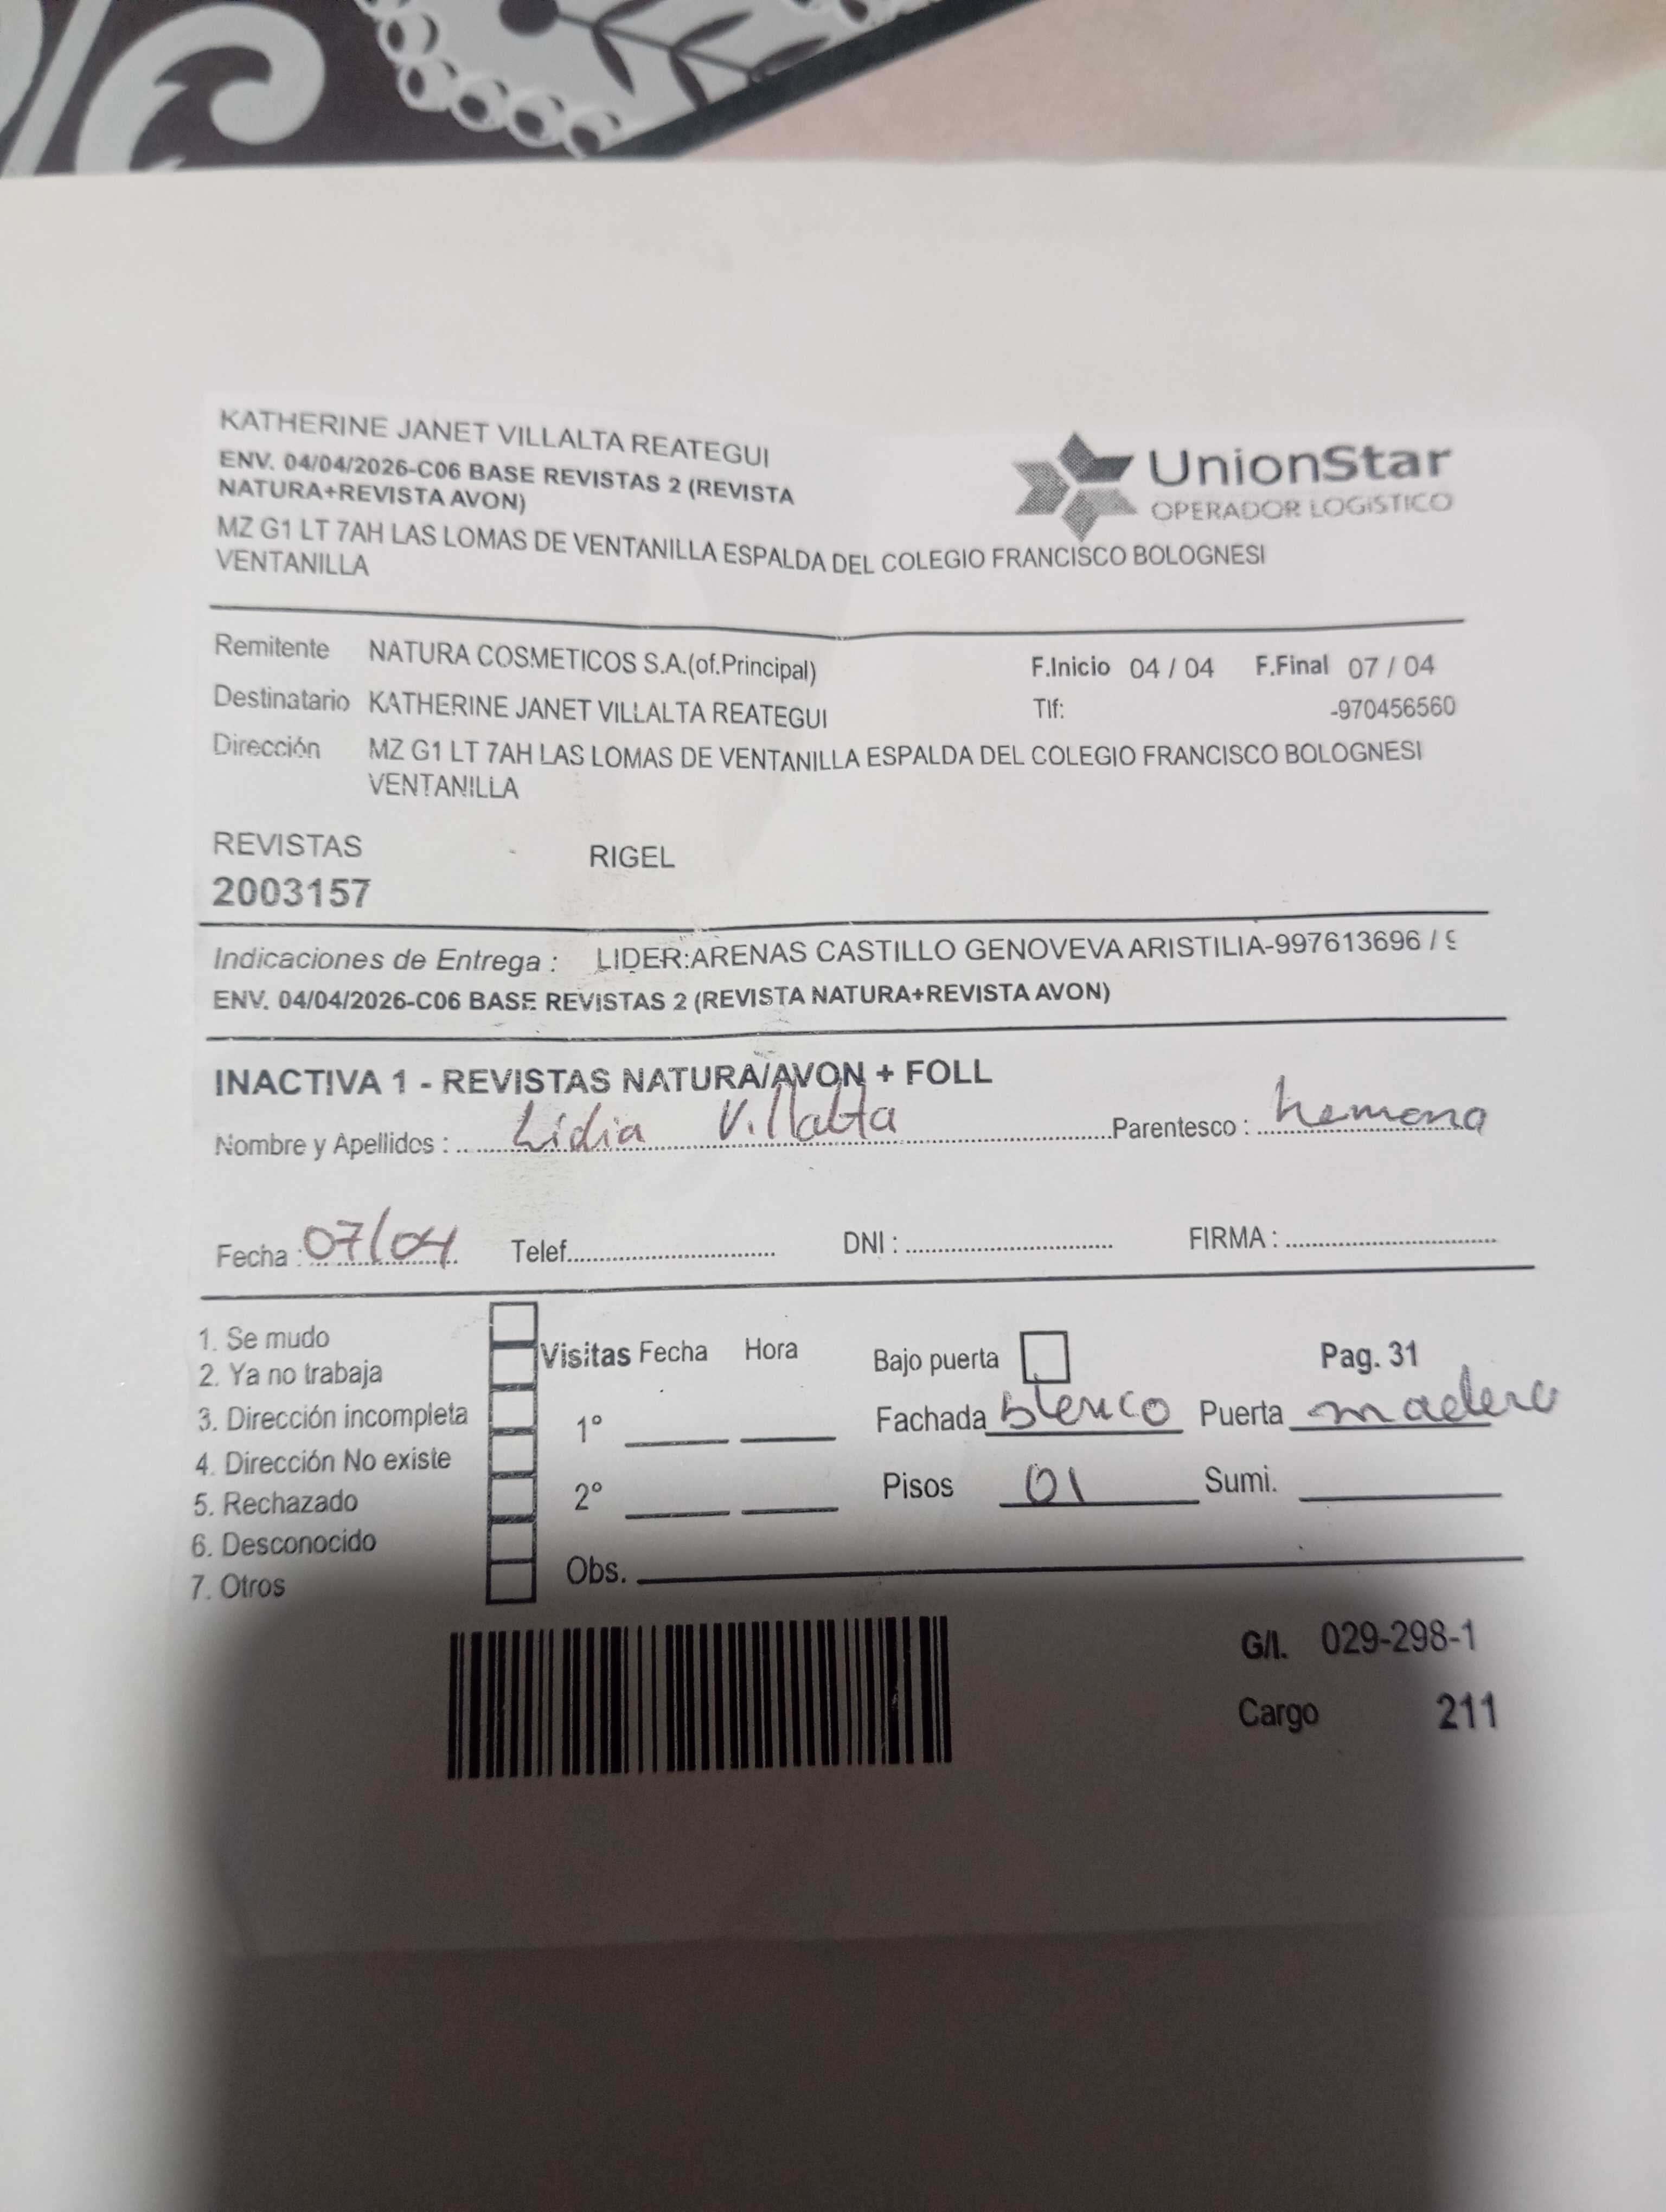 KATHERINE JANET VILLALTA REATEGUI
ENV. 04/04/2026-C06 BASE REVISTAS 2 (REVISTA
NATURA+REVISTA AVON)
MZ G1 LT 7AH LAS LOMAS DE VENTANILLA ESPALDA DEL COLEGIO FRANCISCO BOLOGNESI
VENTANILLA
UnionStar
OPERADOR LOGISTICO
Remitente NATURA COSMETICOS S.A.(of.Principal) F.Inicio 04 / 04 F.Final 07 / 04
Destinatario KATHERINE JANET VILLALTA REATEGUI Tlf: -970456560
Dirección MZ G1 LT 7AH LAS LOMAS DE VENTANILLA ESPALDA DEL COLEGIO FRANCISCO BOLOGNESI
VENTANILLA
REVISTAS RIGEL
2003157
Indicaciones de Entrega : LIDER:ARENAS CASTILLO GENOVEVA ARISTILIA-997613696 /
ENV. 04/04/2026-C06 BASE REVISTAS 2 (REVISTA NATURA+REVISTA AVON)
INACTIVA 1 - REVISTAS NATURA/AVON + FOLL
Nombre y Apellidos : Lidia Villalta Parentesco : hemana
Fecha : 07/04 Telef. DNI : FIRMA :
1. Se mudo
2. Ya no trabaja
3. Dirección incompleta
4. Dirección No existe
5. Rechazado
6. Desconocido
7. Otros
Visitas Fecha Hora
1°
2°
Obs.
Bajo puerta Pag. 31
Fachada blanco Puerta madera
Pisos 01 Sumi.
G/I. 029-298-1
Cargo 211